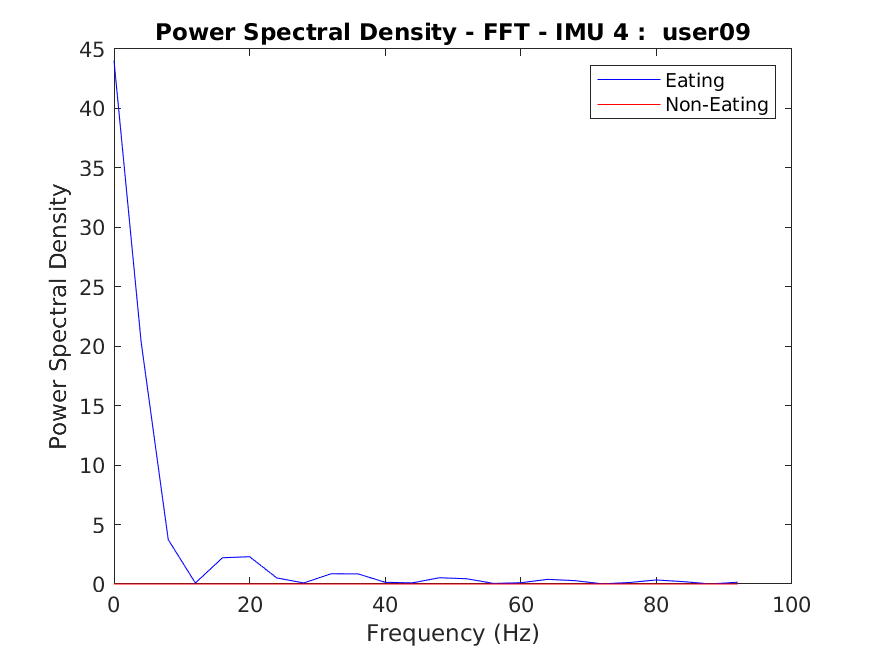 Power Spectral Density - FFT - IMU 4 :  user09
Eating
Non-Eating
Power Spectral Density
45
40
35
30
25
20
15
10
5
0
0 20 40 60 80 100
Frequency (Hz)